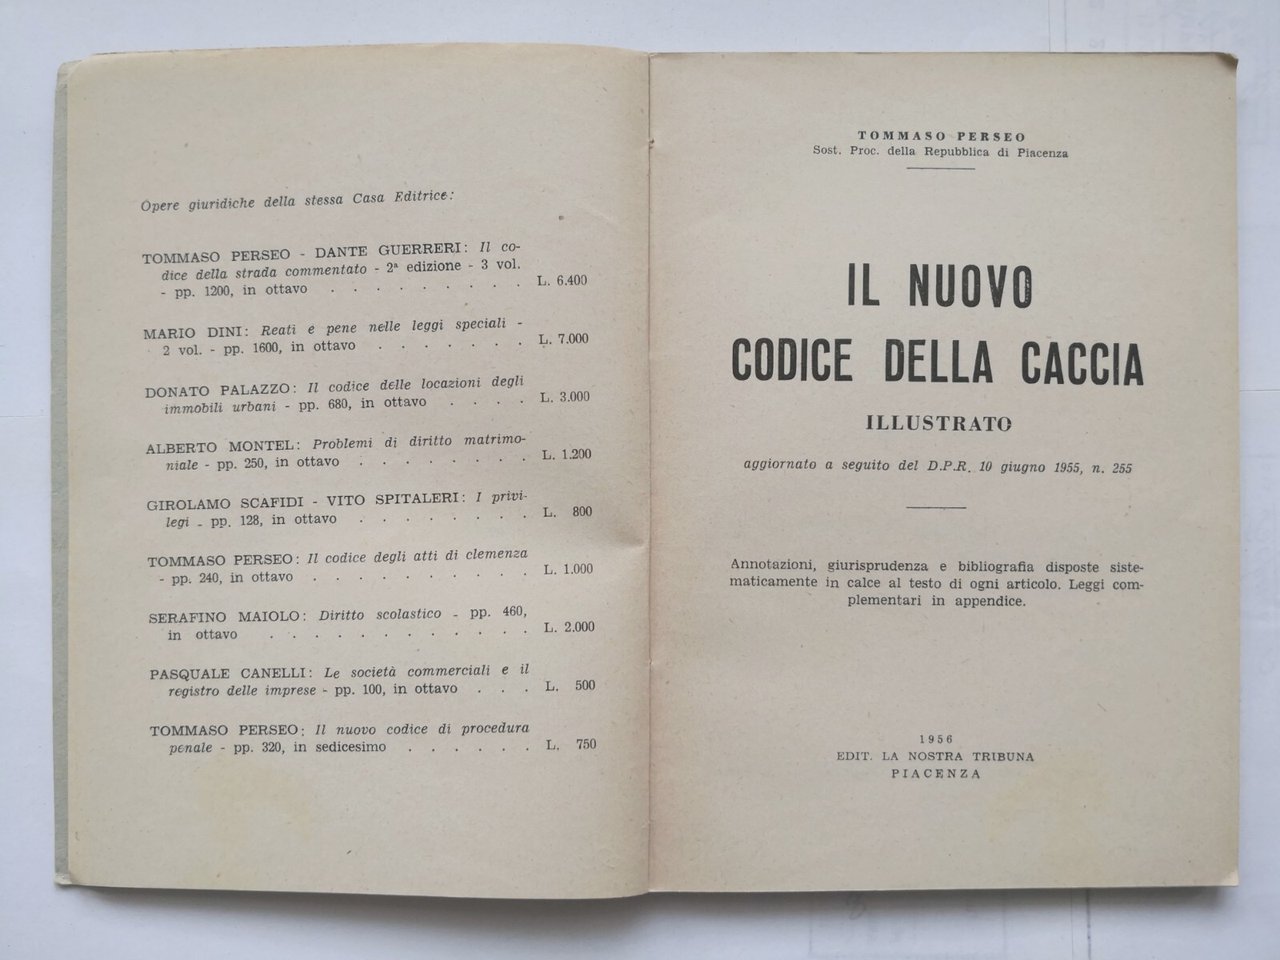 Opere giuridiche della stessa Casa Editrice:
TOMMASO PERSEO - DANTE GUERRERI: Il co-
dice della strada commentato - 2ª edizione - 3 vol.
- pp. 1200, in ottavo . . . . . . . . . L. 6.400
MARIO DINI: Reati e pene nelle leggi speciali -
2 vol. - pp. 1600, in ottavo . . . . . . L. 7.000
DONATO PALAZZO: Il codice delle locazioni degli
immobili urbani - pp. 680, in ottavo . . . . L. 3.000
ALBERTO MONTEL: Problemi di diritto matrimo-
niale - pp. 250, in ottavo . . . . . . . . L. 1.200
GIROLAMO SCAFIDI - VITO SPITALERI: I privi-
legi - pp. 128, in ottavo . . . . . . . . L. 800
TOMMASO PERSEO: Il codice degli atti di clemenza
- pp. 240, in ottavo . . . . . . . . . . L. 1.000
SERAFINO MAIOLO: Diritto scolastico - pp. 460,
in ottavo . . . . . . . . . . . . L. 2.000
PASQUALE CANELLI: Le società commerciali e il
registro delle imprese - pp. 100, in ottavo . . . L. 500
TOMMASO PERSEO: Il nuovo codice di procedura
penale - pp. 320, in sedicesimo . . . . . . L. 750
TOMMASO PERSEO
Sost. Proc. della Repubblica di Piacenza
IL NUOVO
CODICE DELLA CACCIA
ILLUSTRATO
aggiornato a seguito del D.P.R. 10 giugno 1955, n. 255
Annotazioni, giurisprudenza e bibliografia disposte siste-
maticamente in calce al testo di ogni articolo. Leggi com-
plementari in appendice.
1956
EDIT. LA NOSTRA TRIBUNA
PIACENZA